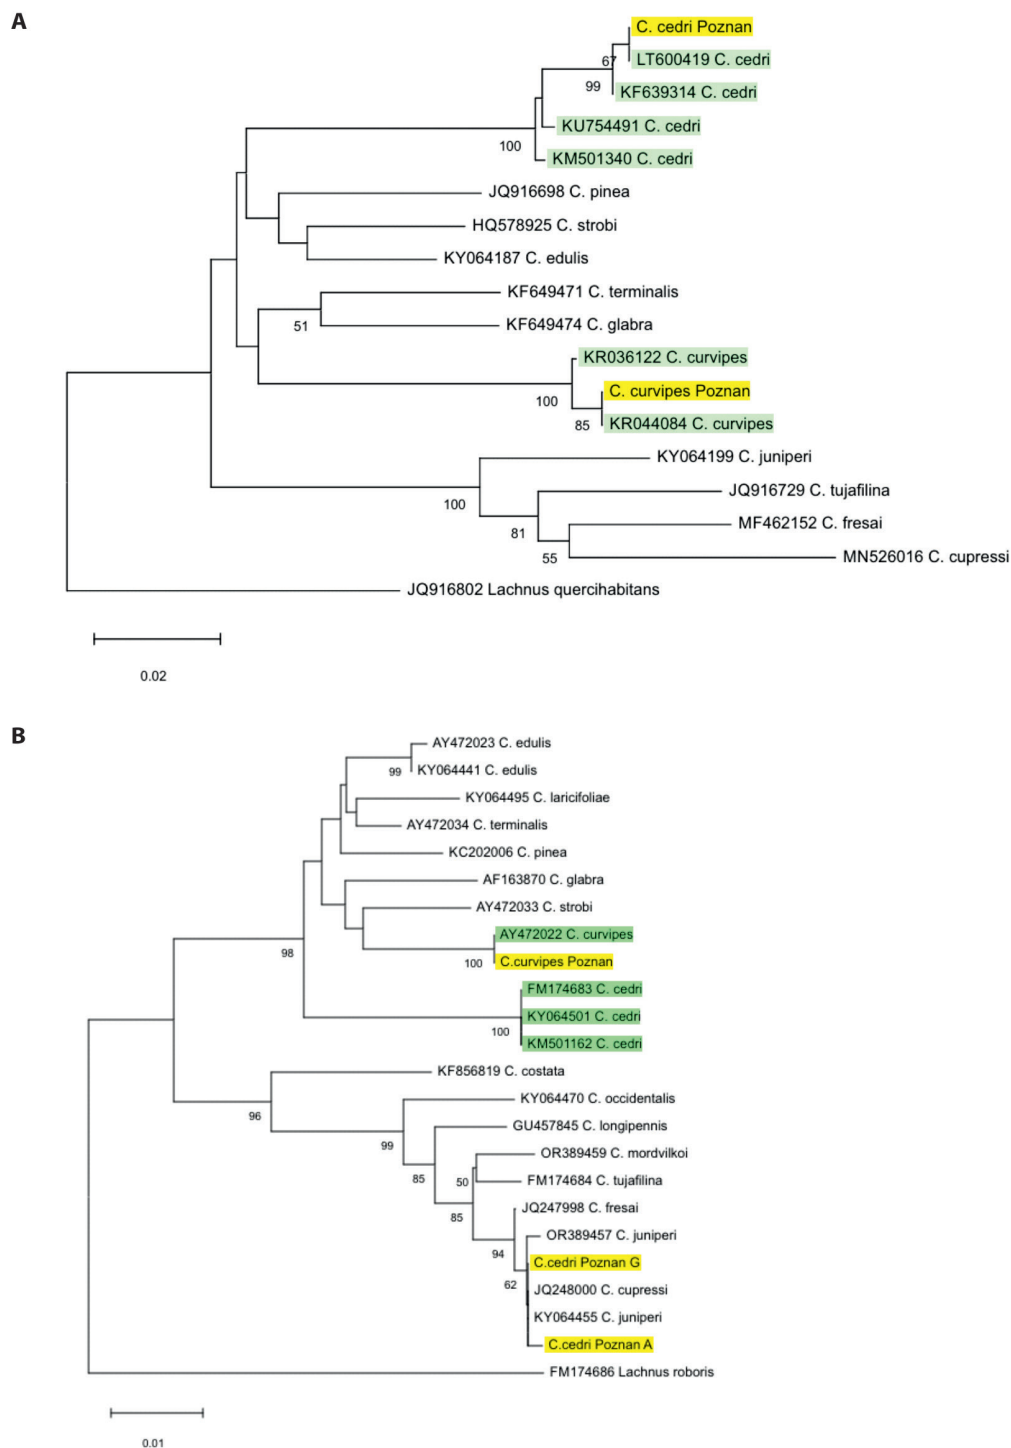 A
C. cedri Poznan
67
LT600419 C. cedri
99
KF639314 C. cedri
KU754491 C. cedri
100
KM501340 C. cedri
JQ916698 C. pinea
HQ578925 C. strobi
KY064187 C. edulis
KF649471 C. terminalis
51
KF649474 C. glabra
KR036122 C. curvipes
C. curvipes Poznan
100
85
KR044084 C. curvipes
KY064199 C. juniperi
100
JQ916729 C. tujafilina
81
MF462152 C. fresai
55
MN526016 C. cupressi
JQ916802 Lachnus quercihabitans
0.02
B
AY472023 C. edulis
99
KY064441 C. edulis
KY064495 C. laricifoliae
AY472034 C. terminalis
KC202006 C. pinea
AF163870 C. glabra
AY472033 C. strobi
AY472022 C. curvipes
98
100
C.curvipes Poznan
FM174683 C. cedri
KY064501 C. cedri
100
KM501162 C. cedri
KF856819 C. costata
96
KY064470 C. occidentalis
GU457845 C. longipennis
99
OR389459 C. mordvilkoi
85
50
FM174684 C. tujafilina
85
JQ247998 C. fresai
OR389457 C. juniperi
94
C.cedri Poznan G
62
JQ248000 C. cupressi
KY064455 C. juniperi
C.cedri Poznan A
FM174686 Lachnus roboris
0.01